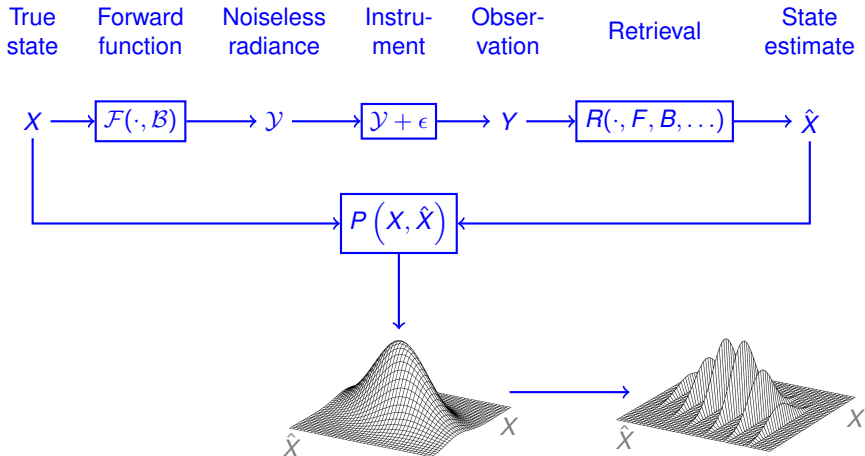 True Forward Noiseless Instru- Obser- Retrieval State
state function radiance ment vation estimate
X F(·, B) 𝒴 𝒴 + ϵ Y R(·, F, B, . . .) X̂
P (X, X̂)
X̂ X X̂ X